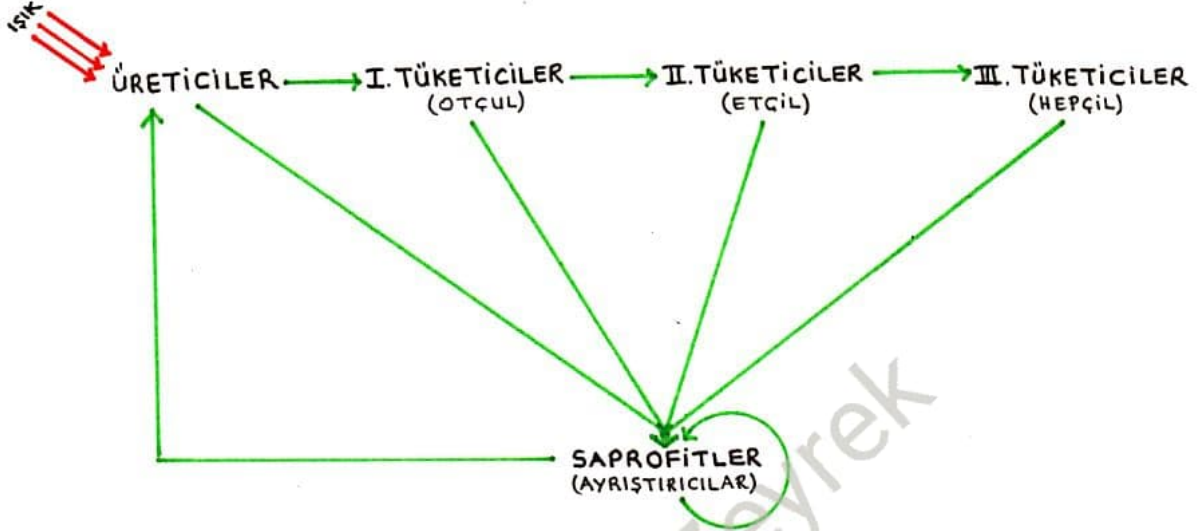 IŞIK
ÜRETİCİLER I. TÜKETİCİLER II. TÜKETİCİLER III. TÜKETİCİLER
(OTÇUL) (ETÇİL) (HEPÇİL)
SAPROFİTLER
(AYRIŞTIRICILAR)